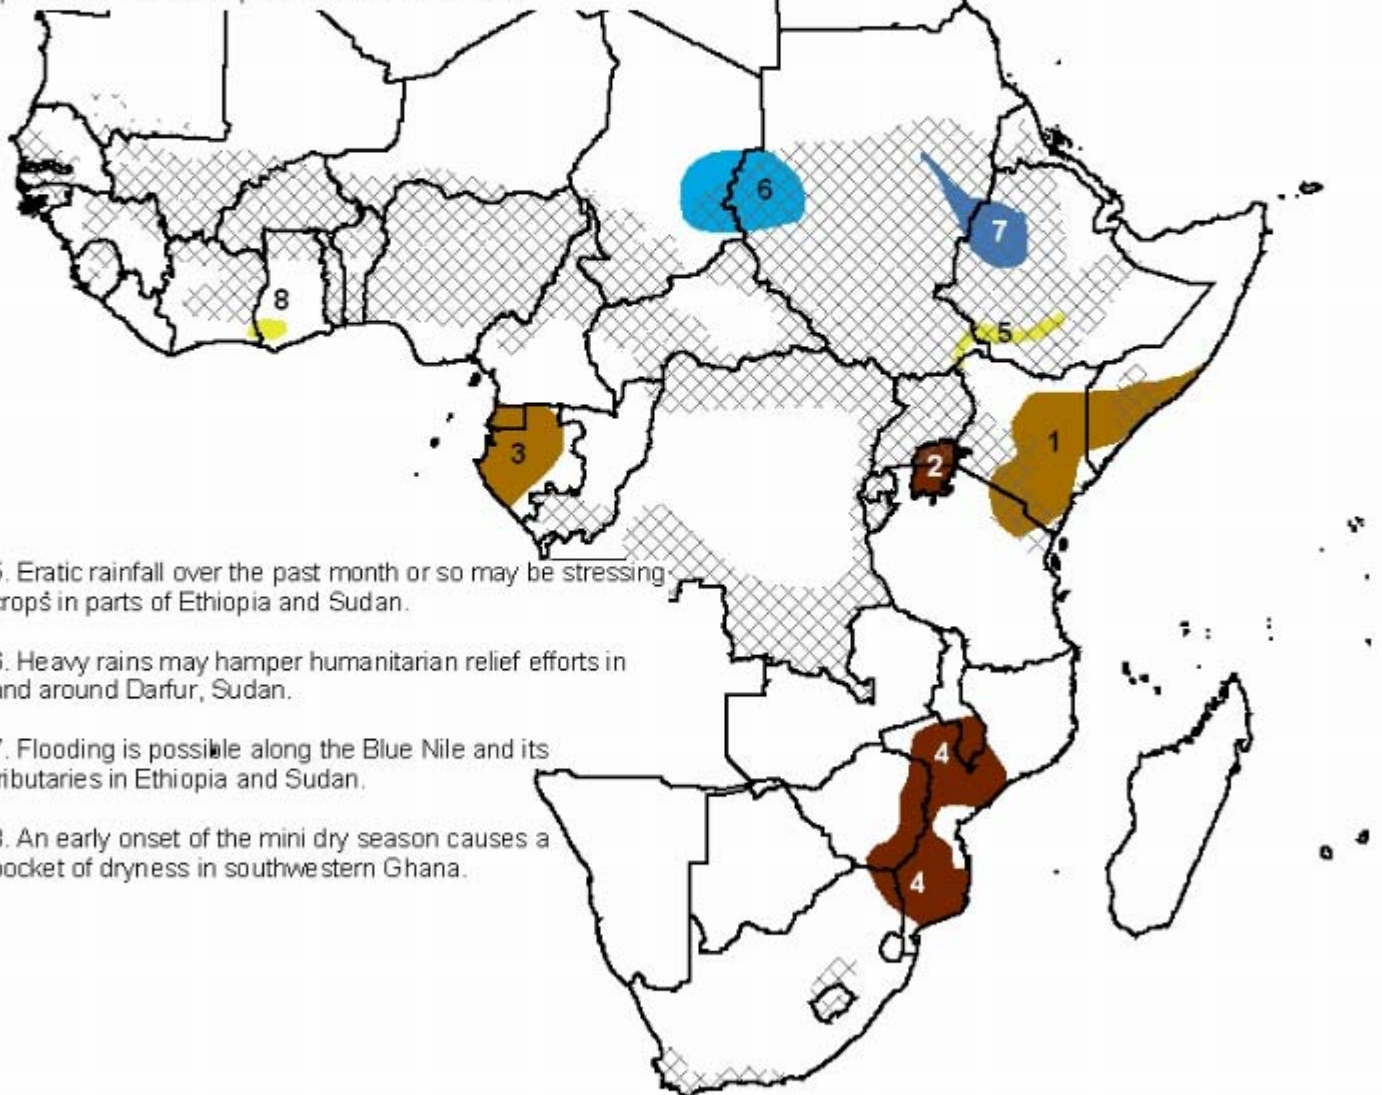 6
7
8
5
3
1
2
. Eratic rainfall over the past month or so may be stressing
crops in parts of Ethiopia and Sudan.
. Heavy rains may hamper humanitarian relief efforts in
and around Darfur, Sudan.
4
. Flooding is possible along the Blue Nile and its
tributaries in Ethiopia and Sudan.
. An early onset of the mini dry season causes a
pocket of dryness in southwestern Ghana.
4